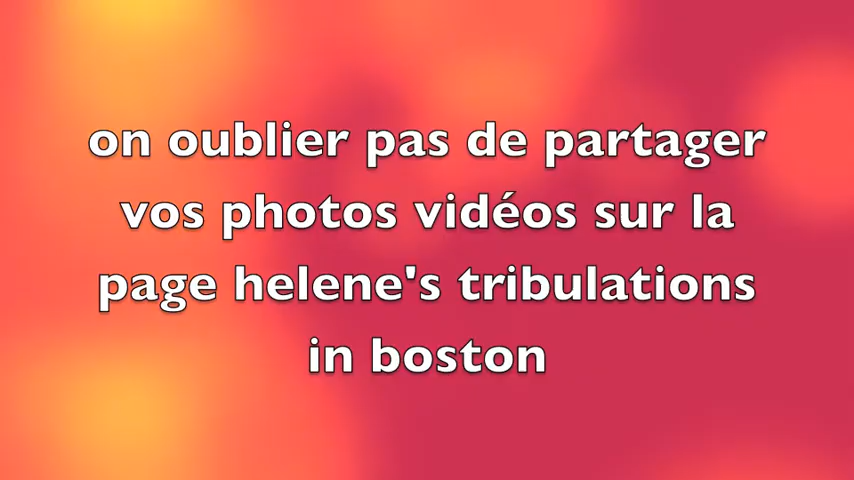 on oublier pas de partager
vos photos vidéos sur la
page helene's tribulations
in boston